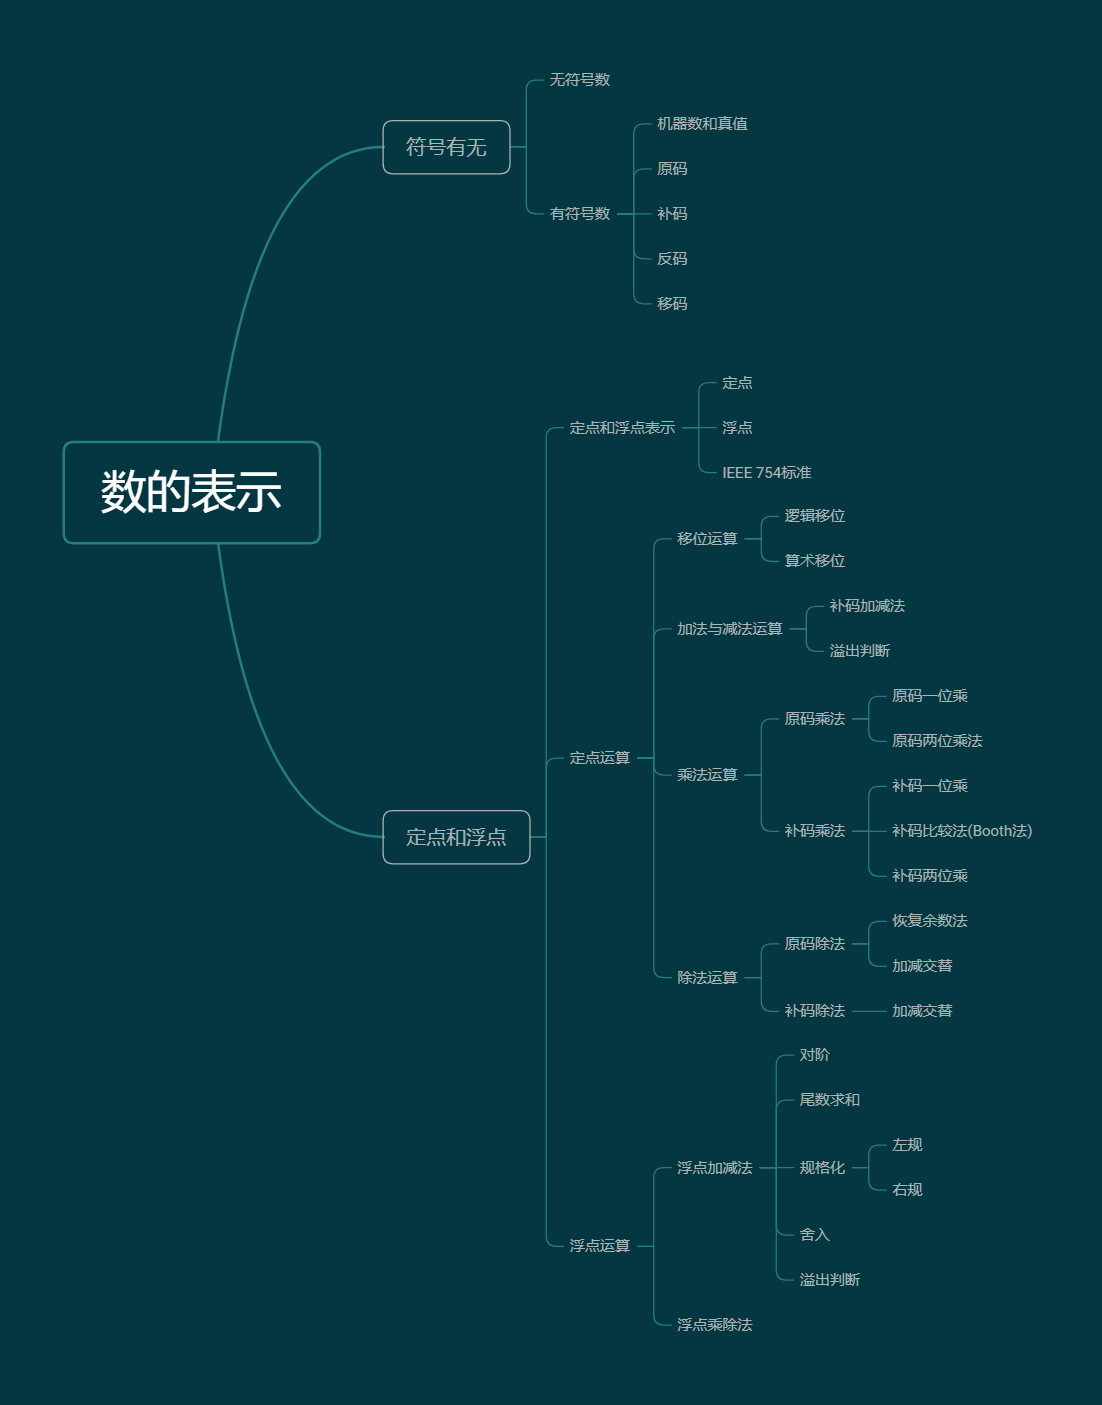 数的表示
符号有无
无符号数
有符号数
机器数和真值
原码
补码
反码
移码
定点和浮点
定点和浮点表示
定点
浮点
IEEE 754标准
定点运算
移位运算
逻辑移位
算术移位
加法与减法运算
补码加减法
溢出判断
乘法运算
原码乘法
原码一位乘
原码两位乘法
补码乘法
补码一位乘
补码比较法(Booth法)
补码两位乘
除法运算
原码除法
恢复余数法
加减交替
补码除法
加减交替
浮点运算
浮点加减法
对阶
尾数求和
规格化
左规
右规
舍入
溢出判断
浮点乘除法